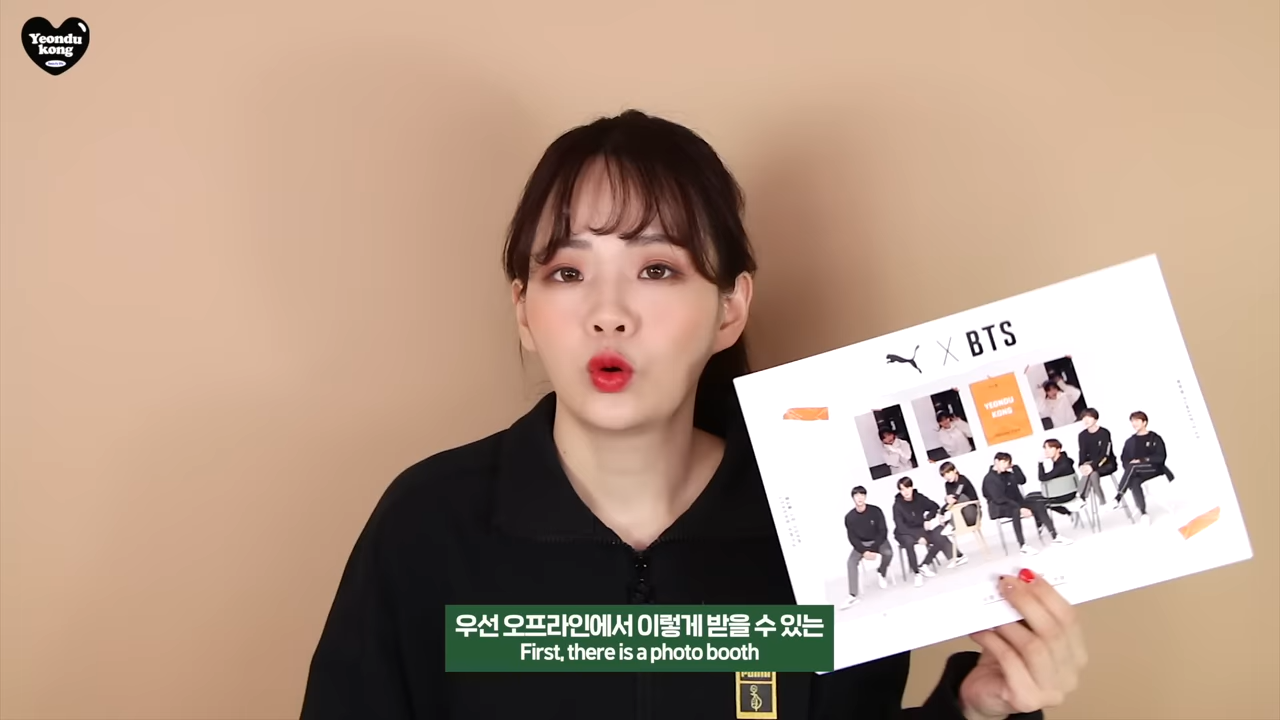 Yeondu
kong
X BTS
YEONDU
KONG
우선 오프라인에서 이렇게 받을 수 있는
First, there is a photo booth